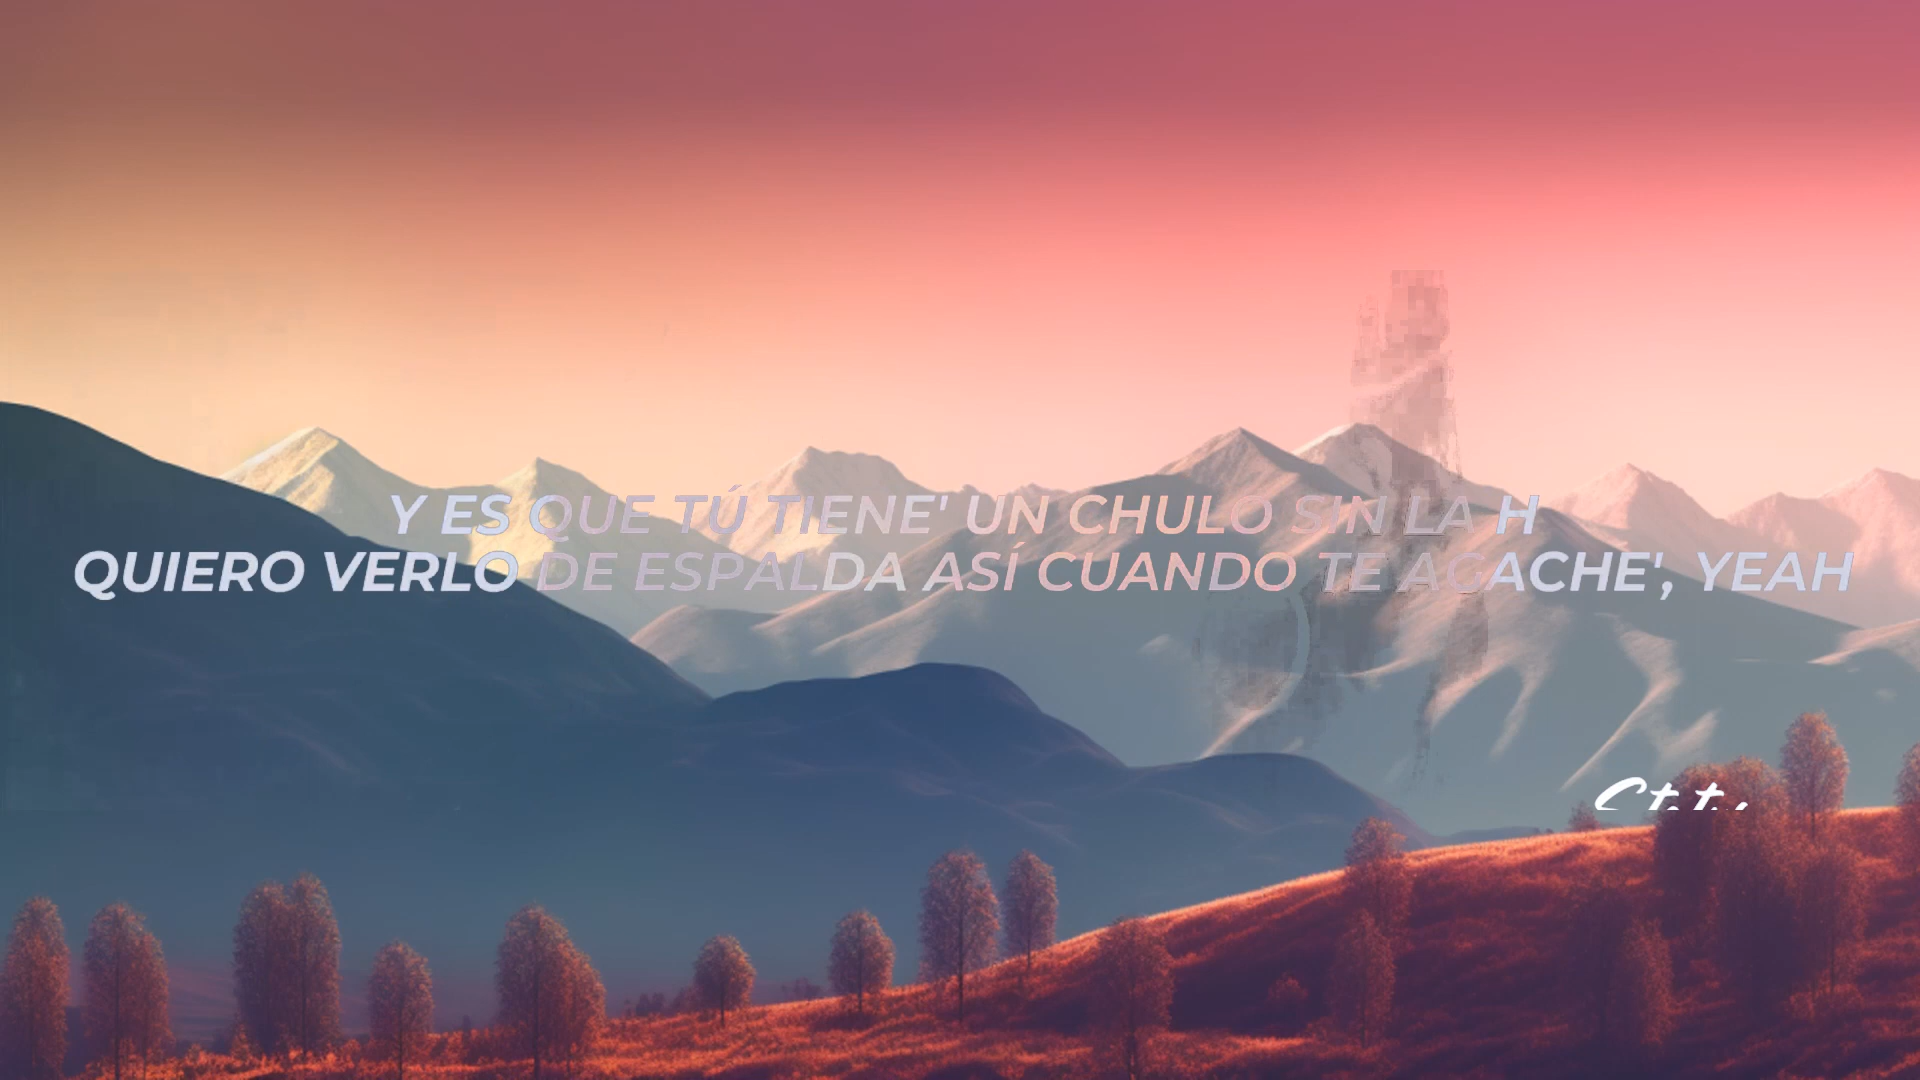 Y ES QUE TÚ TIENE' UN CHULO SIN LA H
QUIERO VERLO DE ESPALDA ASÍ CUANDO TE AGACHE', YEAH